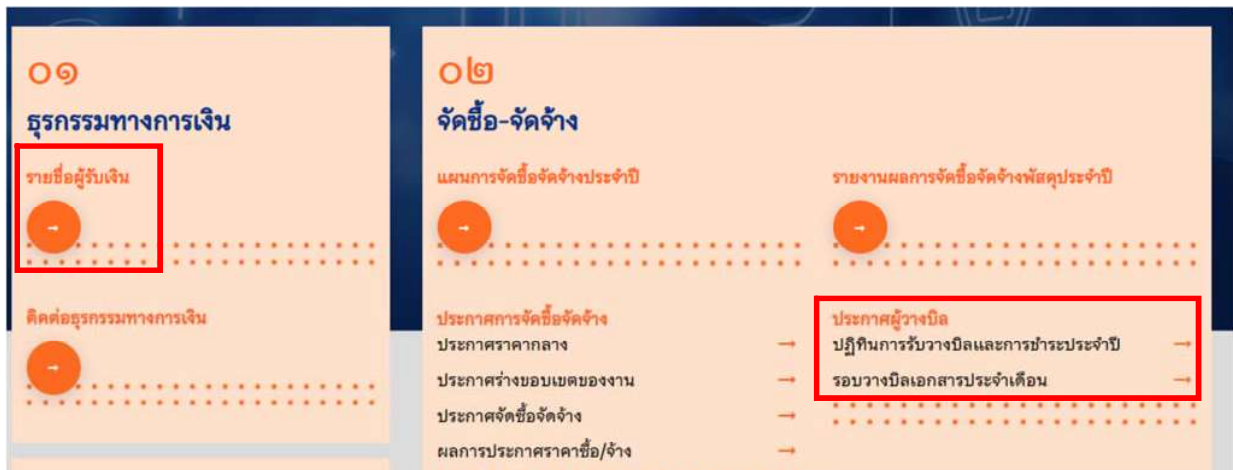 ๐๑
ธุรกรรมทางการเงิน
รายชื่อผู้รับเงิน
→
ติดต่อธุรกรรมทางการเงิน
→
๐๒
จัดซื้อ-จัดจ้าง
แผนการจัดซื้อจัดจ้างประจำปี
→
รายงานผลการจัดซื้อจัดจ้างพัสดุประจำปี
→
ประกาศการจัดซื้อจัดจ้าง
ประกาศราคากลาง →
ประกาศร่างขอบเขตของงาน →
ประกาศจัดซื้อจัดจ้าง →
ผลการประกาศราคาซื้อ/จ้าง →
ประกาศผู้วางบิล
ปฏิทินการรับวางบิลและการชำระประจำปี →
รอบวางบิลเอกสารประจำเดือน →